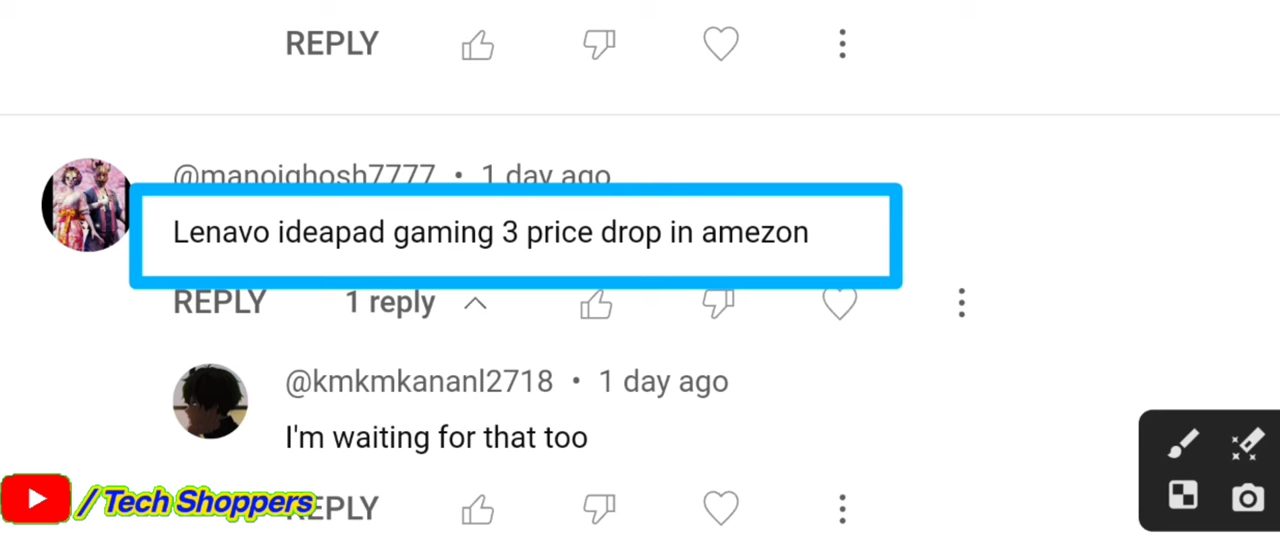 REPLY
@manojghosh7777 • 1 day ago
Lenavo ideapad gaming 3 price drop in amezon
REPLY 1 reply
@kmkmkananl2718 • 1 day ago
I'm waiting for that too
/ Tech Shoppers REPLY